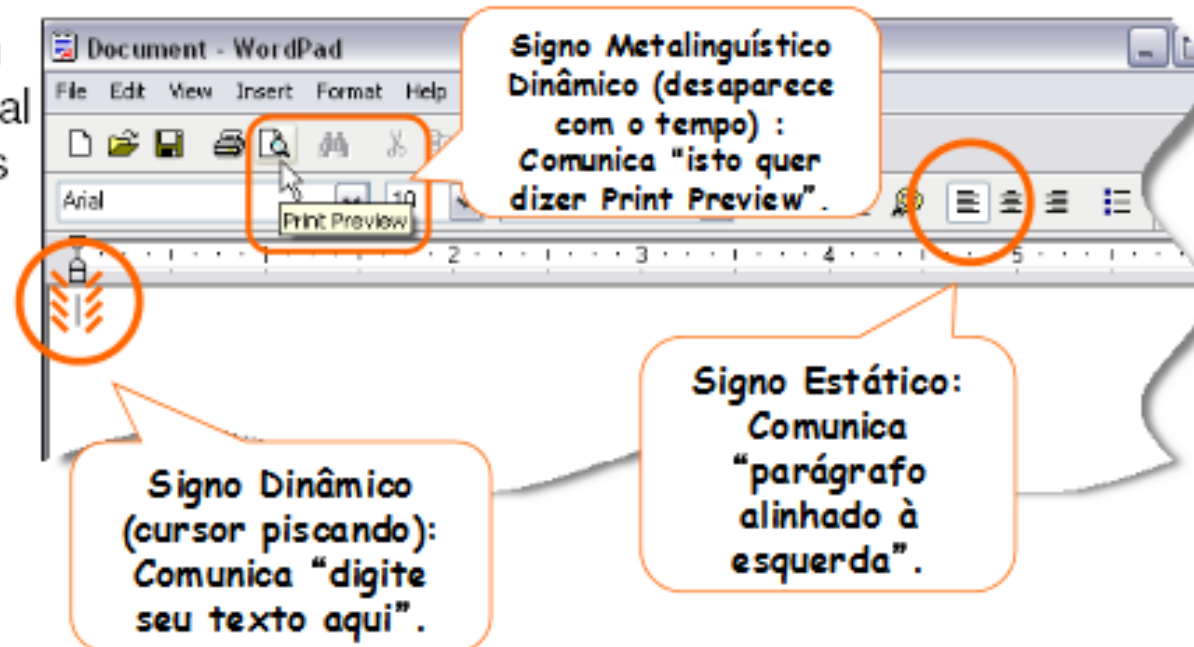 al
s
Document - WordPad
File Edit View Insert Format Help
Arial
10
Print Preview
2 3 4 5
Signo Metalinguístico
Dinâmico (desaparece
com o tempo) :
Comunica “isto quer
dizer Print Preview”.
Signo Estático:
Comunica
“parágrafo
alinhado à
esquerda”.
Signo Dinâmico
(cursor piscando):
Comunica “digite
seu texto aqui”.